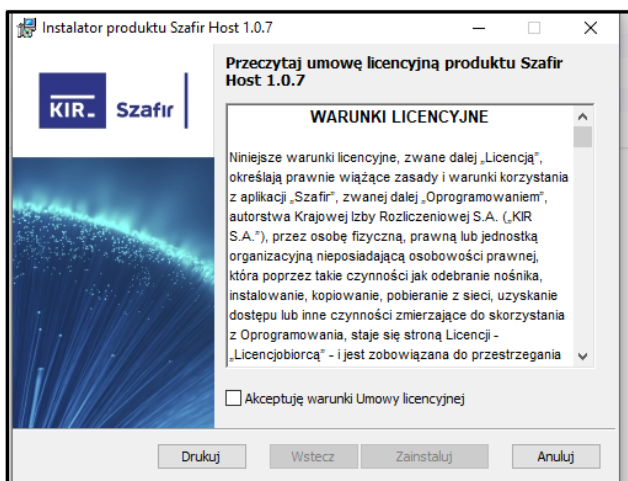 Instalator produktu Szafir Host 1.0.7
KIR. Szafir
Przeczytaj umowę licencyjną produktu Szafir
Host 1.0.7
WARUNKI LICENCYJNE
Niniejsze warunki licencyjne, zwane dalej „Licencją”,
określają prawnie wiążące zasady i warunki korzystania
z aplikacji „Szafir”, zwanej dalej „Oprogramowaniem”,
autorstwa Krajowej Izby Rozliczeniowej S.A. („KIR
S.A.”), przez osobę fizyczną, prawną lub jednostką
organizacyjną nieposiadającą osobowości prawnej,
która poprzez takie czynności jak odebranie nośnika,
instalowanie, kopiowanie, pobieranie z sieci, uzyskanie
dostępu lub inne czynności zmierzające do skorzystania
z Oprogramowania, staje się stroną Licencji -
„Licencjobiorcą” - i jest zobowiązana do przestrzegania
Akceptuję warunki Umowy licencyjnej
Drukuj Wstecz Zainstaluj Anuluj